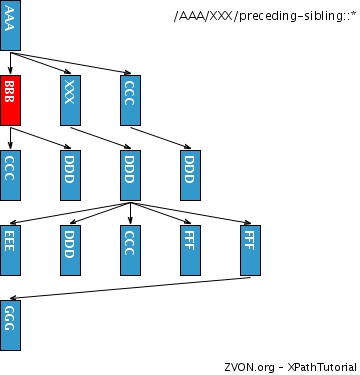 /AAA/XXX/preceding-sibling::*
AAA
BBB
XXX
CCC
CCC
DDD
DDD
DDD
EEE
DDD
CCC
FFF
FFF
GGG
ZVON.org - XPathTutorial